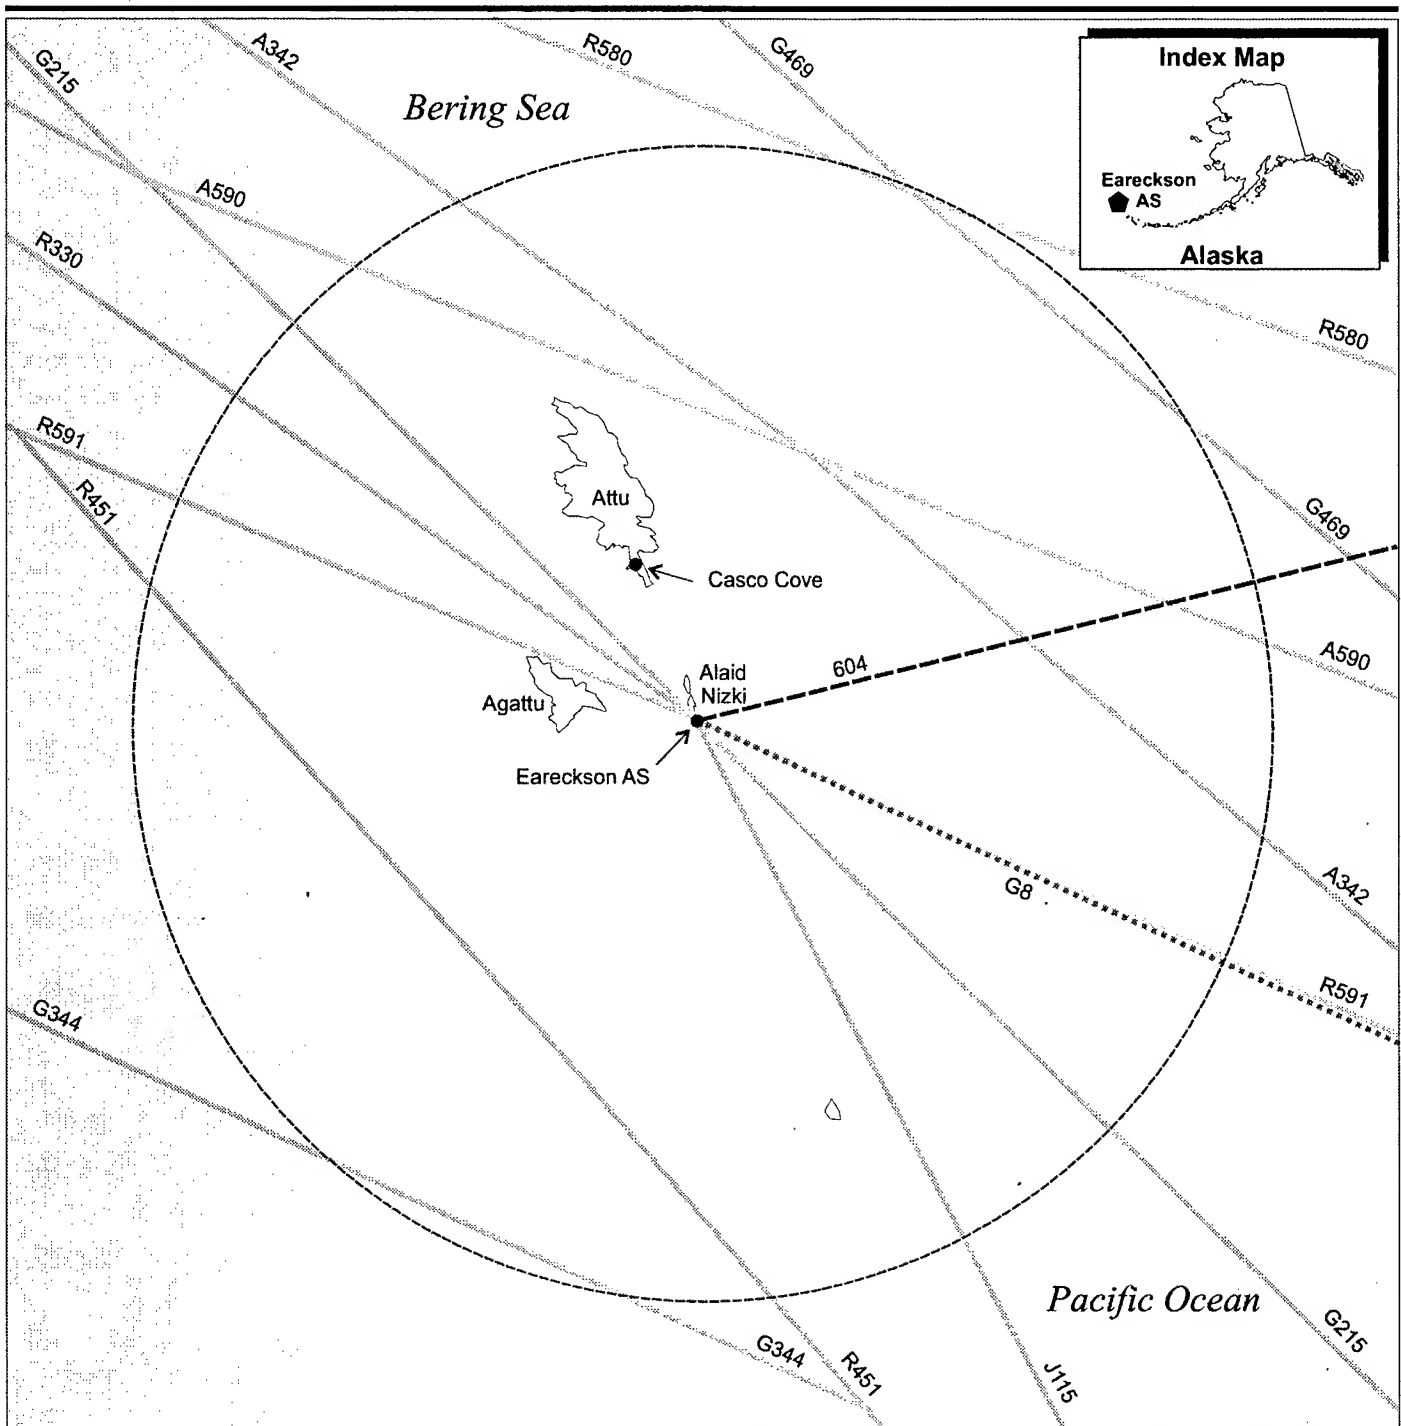 G215
A342
R580
G469
Index Map
Bering Sea
Eareckson
AS
Alaska
A590
R330
R580
R591
R451
Attu
G469
Casco Cove
A590
604
Alaid
Nizki
Agattu
Eareckson AS
A342
G8
R591
G344
Pacific Ocean
G215
G344
R451
J115